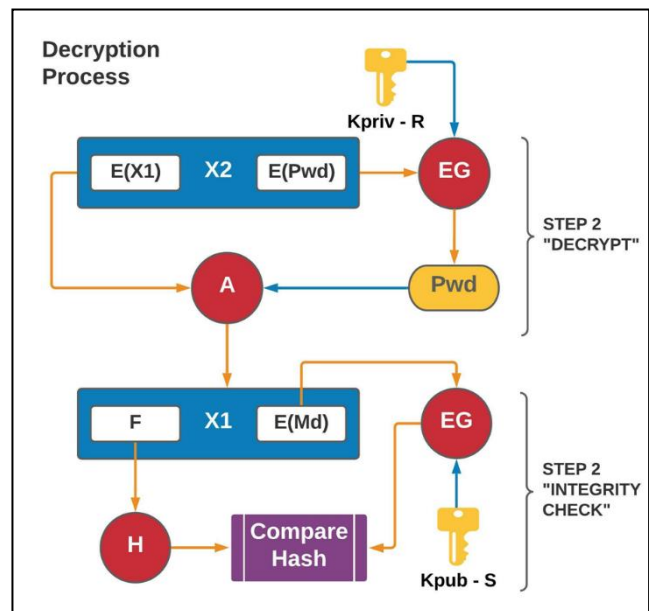 Decryption
Process
Kpriv - R
E(X1)
X2
E(Pwd)
EG
STEP 2
"DECRYPT"
A
Pwd
F
X1
E(Md)
EG
STEP 2
"INTEGRITY
CHECK"
H
Compare
Hash
Kpub - S